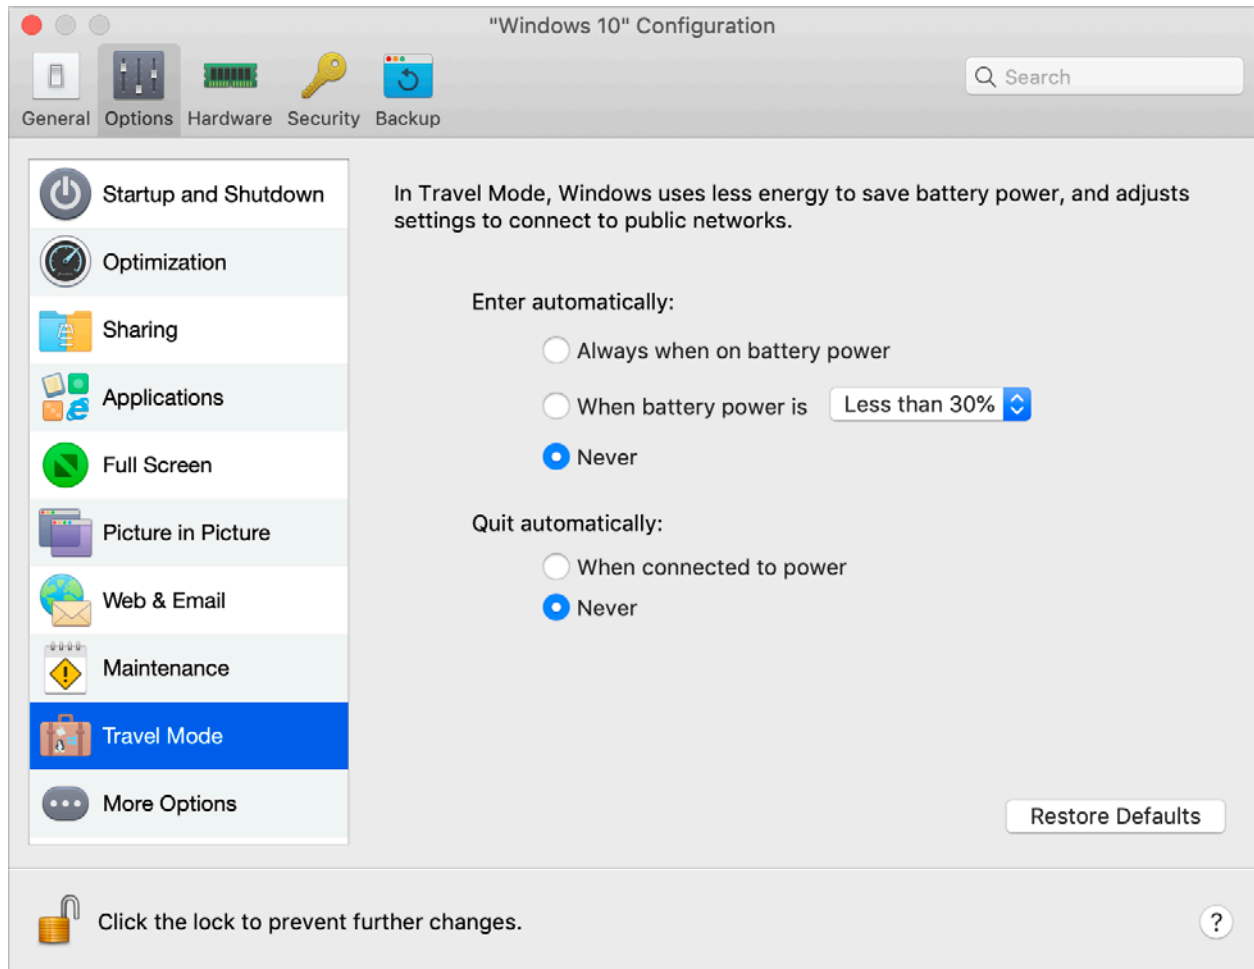 "Windows 10" Configuration
General Options Hardware Security Backup
Search
Startup and Shutdown
Optimization
Sharing
Applications
Full Screen
Picture in Picture
Web & Email
Maintenance
Travel Mode
More Options
In Travel Mode, Windows uses less energy to save battery power, and adjusts
settings to connect to public networks.
Enter automatically:
Always when on battery power
When battery power is Less than 30%
Never
Quit automatically:
When connected to power
Never
Restore Defaults
Click the lock to prevent further changes.
?